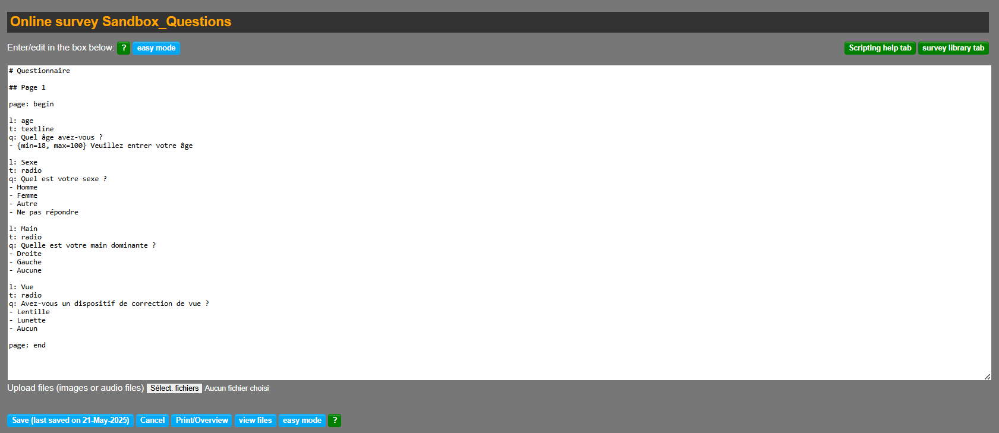 Online survey Sandbox_Questions
Enter/edit in the box below: ? easy mode Scripting help tab survey library tab
# Questionnaire
## Page 1
page: begin
l: age
t: textline
q: Quel âge avez-vous ?
- {min=18, max=100} Veuillez entrer votre âge
l: Sexe
t: radio
q: Quel est votre sexe ?
- Homme
- Femme
- Autre
- Ne pas répondre
l: Main
t: radio
q: Quelle est votre main dominante ?
- Droite
- Gauche
- Aucune
l: Vue
t: radio
q: Avez-vous un dispositif de correction de vue ?
- Lentille
- Lunette
- Aucun
page: end
Upload files (images or audio files) Sélect. fichiers Aucun fichier choisi
Save (last saved on 21-May-2025) Cancel Print/Overview view files easy mode ?